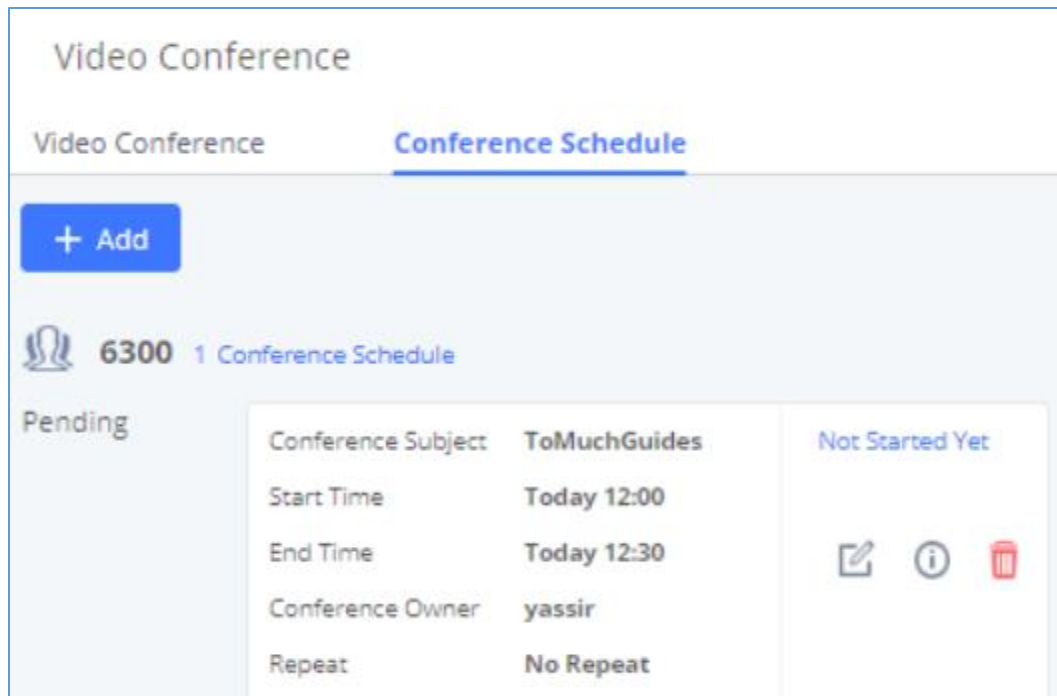 Video Conference
Video Conference Conference Schedule
+ Add
6300 1 Conference Schedule
Pending
Conference Subject ToMuchGuides Not Started Yet
Start Time Today 12:00
End Time Today 12:30
Conference Owner yassir
Repeat No Repeat